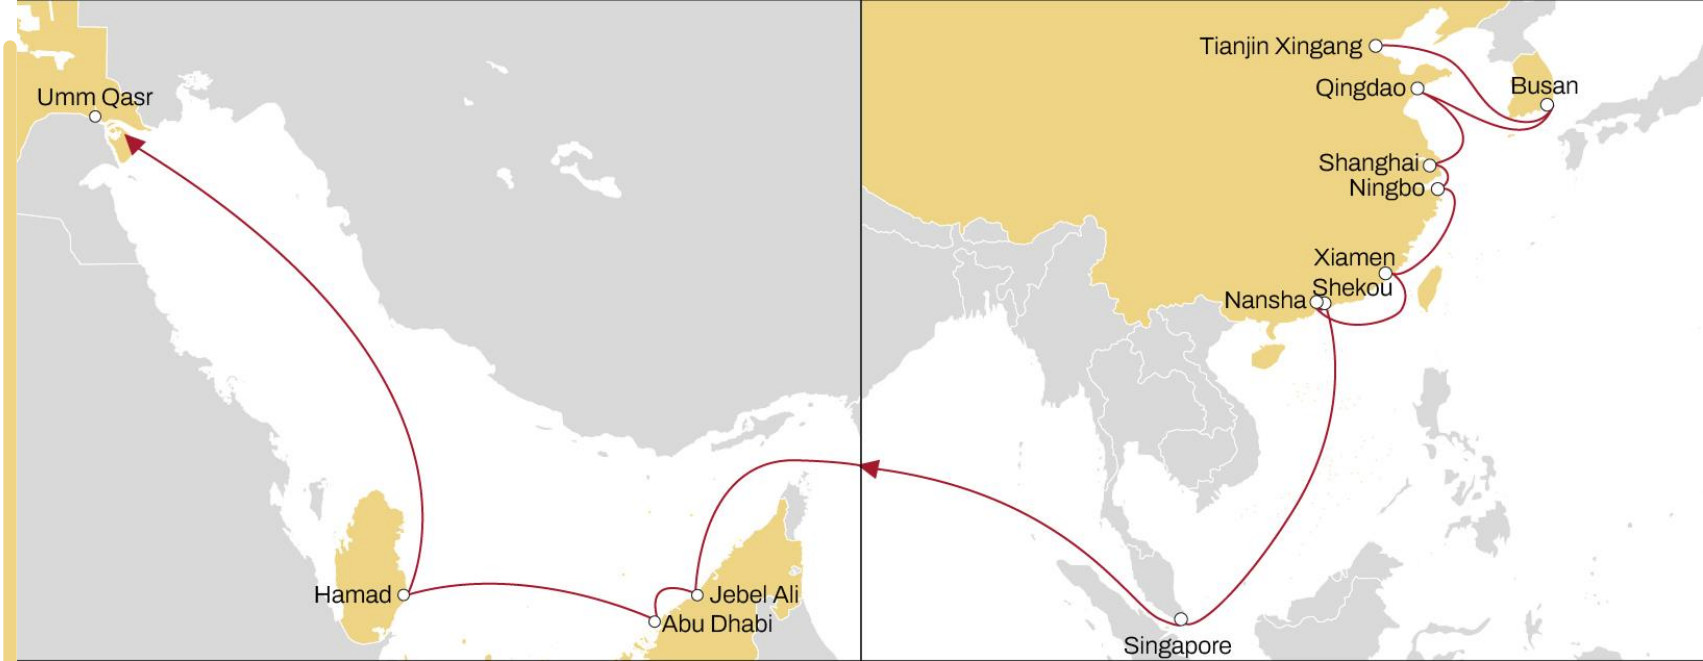 Umm Qasr
Hamad
Jebel Ali
Abu Dhabi
Tianjin Xingang
Qingdao
Busan
Shanghai
Ningbo
Xiamen
Shekou
Nansha
Singapore